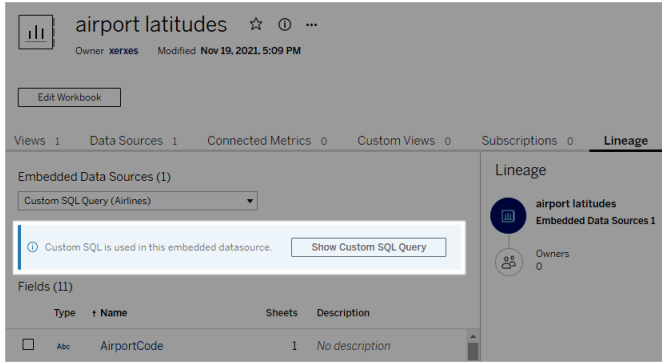 airport latitudes
Owner xerxes Modified Nov 19, 2021, 5:09 PM
Edit Workbook
Views 1 Data Sources 1 Connected Metrics 0 Custom Views 0 Subscriptions 0 Lineage
Embedded Data Sources (1)
Custom SQL Query (Airlines)
Custom SQL is used in this embedded datasource. Show Custom SQL Query
Fields (11)
Type ↑ Name Sheets Description
Abc AirportCode 1 No description
Lineage
airport latitudes
Embedded Data Sources 1
Owners
0